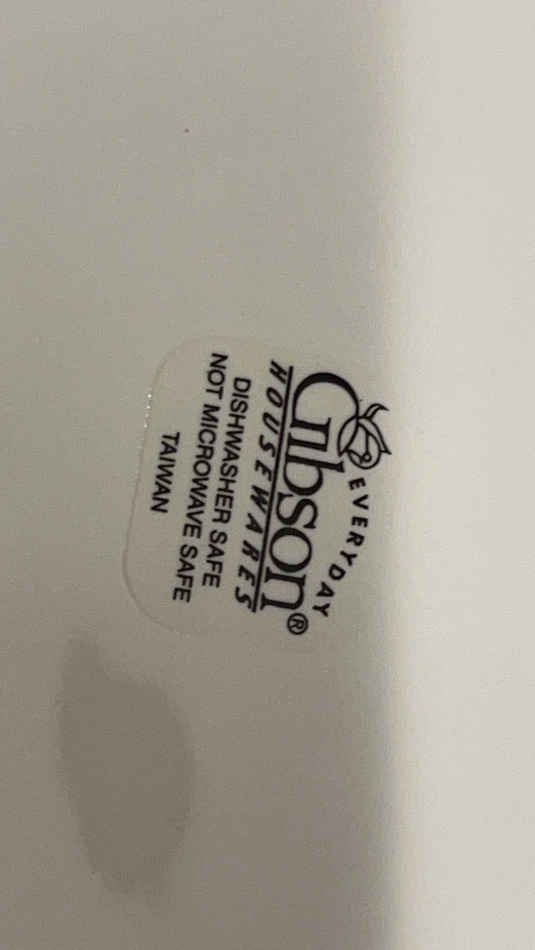 EVERYDAY
Gibson®
HOUSEWARES
DISHWASHER SAFE
NOT MICROWAVE SAFE
TAIWAN